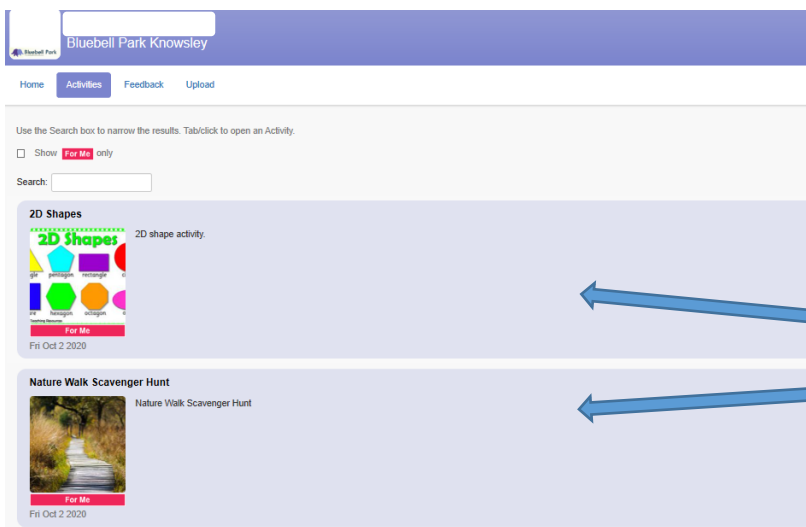 Bluebell Park
Bluebell Park Knowsley
Home Activities Feedback Upload
Use the Search box to narrow the results. Tab/click to open an Activity.
Show For Me only
Search:
2D Shapes
2D shape activity.
2D Shapes
pentagon rectangle
hexagon octagon
For Me
Fri Oct 2 2020
Nature Walk Scavenger Hunt
Nature Walk Scavenger Hunt
For Me
Fri Oct 2 2020